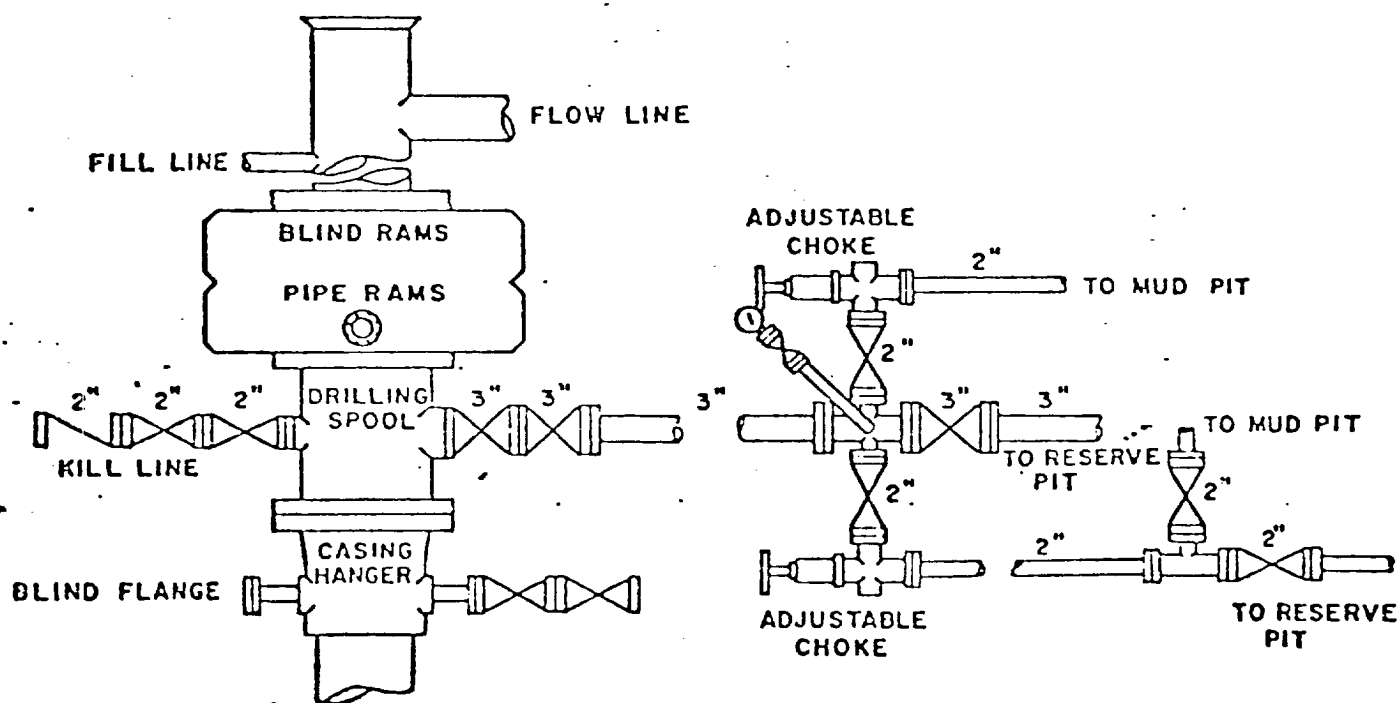 FLOW LINE
FILL LINE
BLIND RAMS
PIPE RAMS
DRILLING
SPOOL
2" 2" 2"
3" 3"
KILL LINE
CASING
HANGER
BLIND FLANGE
ADJUSTABLE
CHOKE
2"
TO MUD PIT
2"
3"
3" 3"
TO RESERVE
PIT
2"
ADJUSTABLE
CHOKE
TO MUD PIT
2"
2" 2"
TO RESERVE
PIT